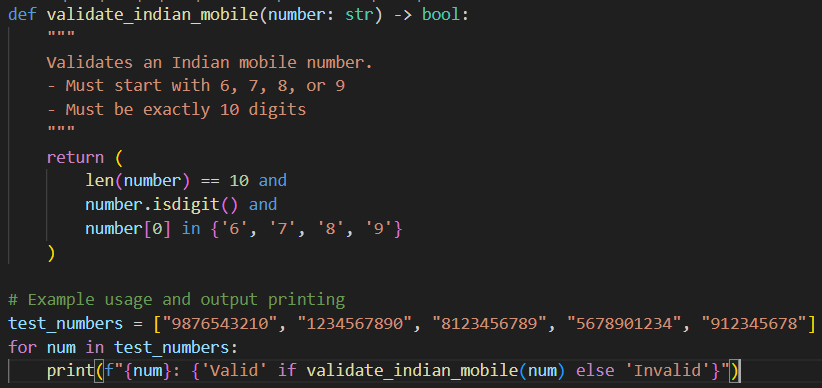 def validate_indian_mobile(number: str) -> bool:
    """
    Validates an Indian mobile number.
    - Must start with 6, 7, 8, or 9
    - Must be exactly 10 digits
    """
    return (
        len(number) == 10 and
        number.isdigit() and
        number[0] in {'6', '7', '8', '9'}
    )
# Example usage and output printing
test_numbers = ["9876543210", "1234567890", "8123456789", "5678901234", "912345678"]
for num in test_numbers:
    print(f"{num}: {'Valid' if validate_indian_mobile(num) else 'Invalid'}")